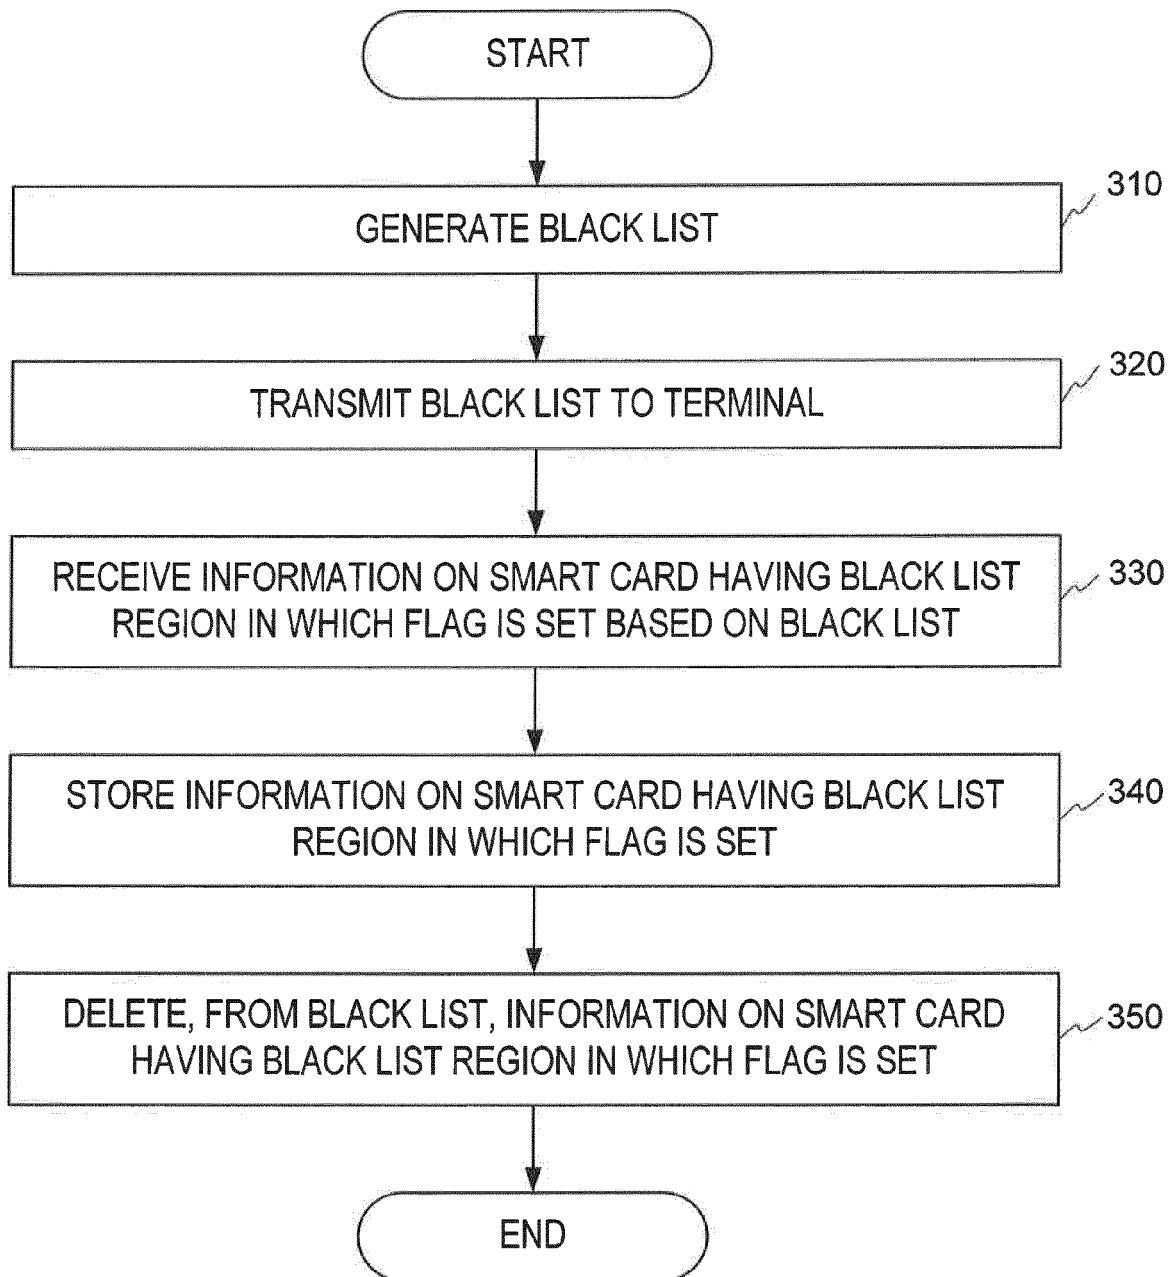 START
310
GENERATE BLACK LIST
320
TRANSMIT BLACK LIST TO TERMINAL
330
RECEIVE INFORMATION ON SMART CARD HAVING BLACK LIST
REGION IN WHICH FLAG IS SET BASED ON BLACK LIST
340
STORE INFORMATION ON SMART CARD HAVING BLACK LIST
REGION IN WHICH FLAG IS SET
350
DELETE, FROM BLACK LIST, INFORMATION ON SMART CARD
HAVING BLACK LIST REGION IN WHICH FLAG IS SET
END